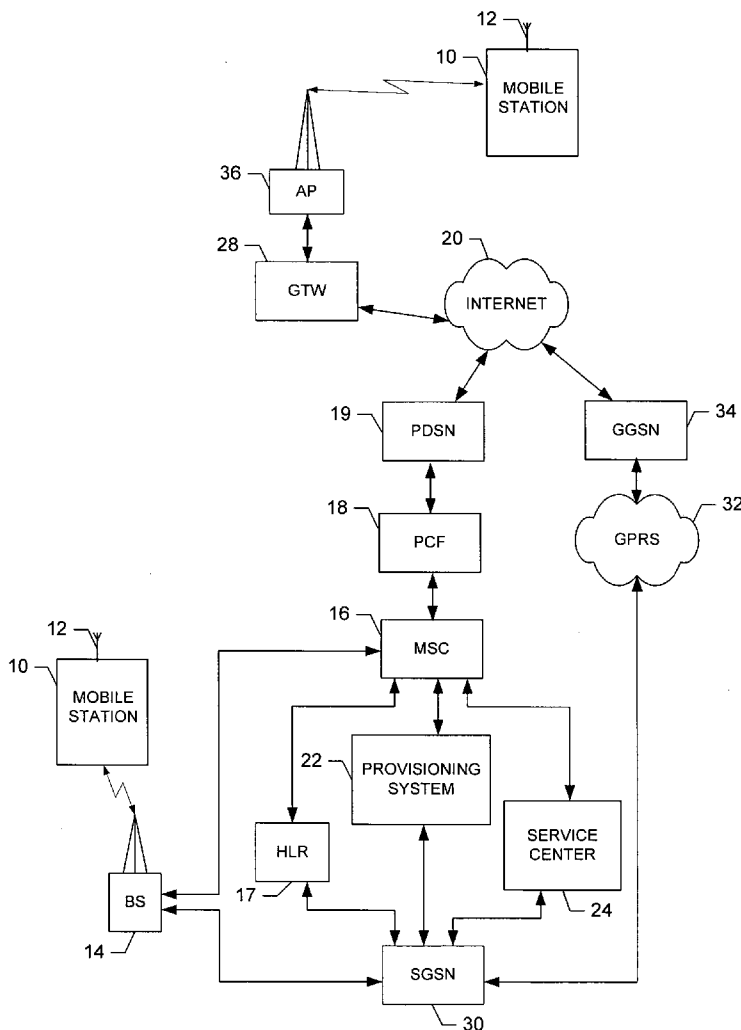 12
10
MOBILE
STATION
36
AP
28
GTW
20
INTERNET
19
PDSN
GGSN
34
18
PCF
GPRS
32
16
MSC
12
10
MOBILE
STATION
22
PROVISIONING
SYSTEM
HLR
17
SERVICE
CENTER
24
BS
14
SGSN
30